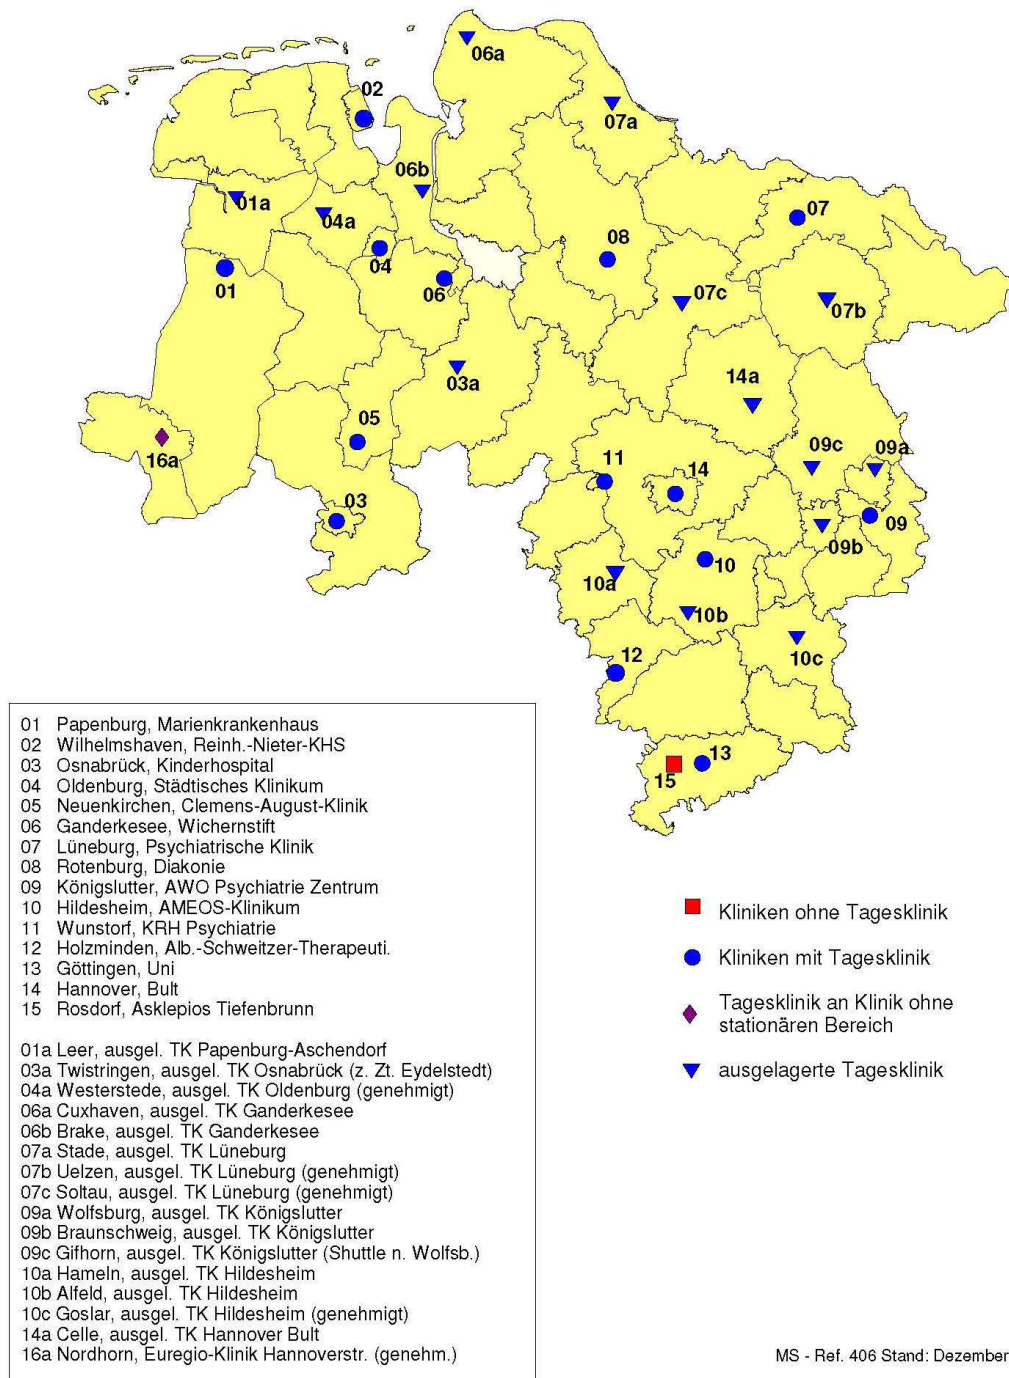 06a
02
07a
06b
01a
04a
07
08
04
01
06
07c
07b
03a
14a
05
09c
09a
16a
11
14
03
09
09b
10a
10
10b
10c
12
13
15
01 Papenburg, Marienkrankenhaus
02 Wilhelmshaven, Reinh.-Nieter-KHS
03 Osnabrück, Kinderhospital
04 Oldenburg, Städtisches Klinikum
05 Neuenkirchen, Clemens-August-Klinik
06 Ganderkesee, Wichernstift
07 Lüneburg, Psychiatrische Klinik
08 Rotenburg, Diakonie
09 Königslutter, AWO Psychiatrie Zentrum
10 Hildesheim, AMEOS-Klinikum
11 Wunstorf, KRH Psychiatrie
12 Holzminden, Alb.-Schweitzer-Therapeuti.
13 Göttingen, Uni
14 Hannover, Bult
15 Rosdorf, Asklepios Tiefenbrunn
01a Leer, ausgel. TK Papenburg-Aschendorf
03a Twistringen, ausgel. TK Osnabrück (z. Zt. Eydelstedt)
04a Westerstede, ausgel. TK Oldenburg (genehmigt)
06a Cuxhaven, ausgel. TK Ganderkesee
06b Brake, ausgel. TK Ganderkesee
07a Stade, ausgel. TK Lüneburg
07b Uelzen, ausgel. TK Lüneburg (genehmigt)
07c Soltau, ausgel. TK Lüneburg (genehmigt)
09a Wolfsburg, ausgel. TK Königslutter
09b Braunschweig, ausgel. TK Königslutter
09c Gifhorn, ausgel. TK Königslutter (Shuttle n. Wolfsb.)
10a Hameln, ausgel. TK Hildesheim
10b Alfeld, ausgel. TK Hildesheim
10c Goslar, ausgel. TK Hildesheim (genehmigt)
14a Celle, ausgel. TK Hannover Bult
16a Nordhorn, Euregio-Klinik Hannoverstr. (genehm.)
Kliniken ohne Tagesklinik
Kliniken mit Tagesklinik
Tagesklinik an Klinik ohne
stationären Bereich
ausgelagerte Tagesklinik
MS - Ref. 406 Stand: Dezember